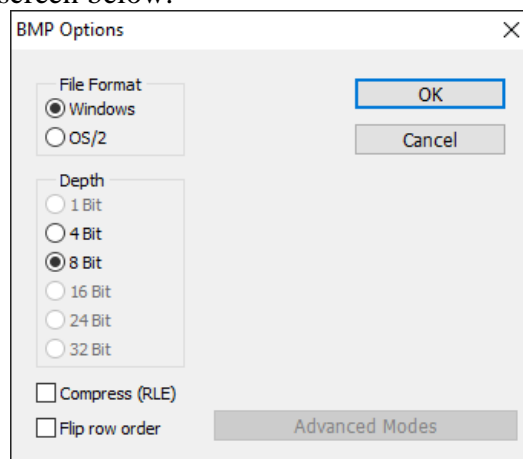 screen below:
BMP Options
File Format
Windows
OS/2
OK
Cancel
Depth
1 Bit
4 Bit
8 Bit
16 Bit
24 Bit
32 Bit
Compress (RLE)
Flip row order
Advanced Modes